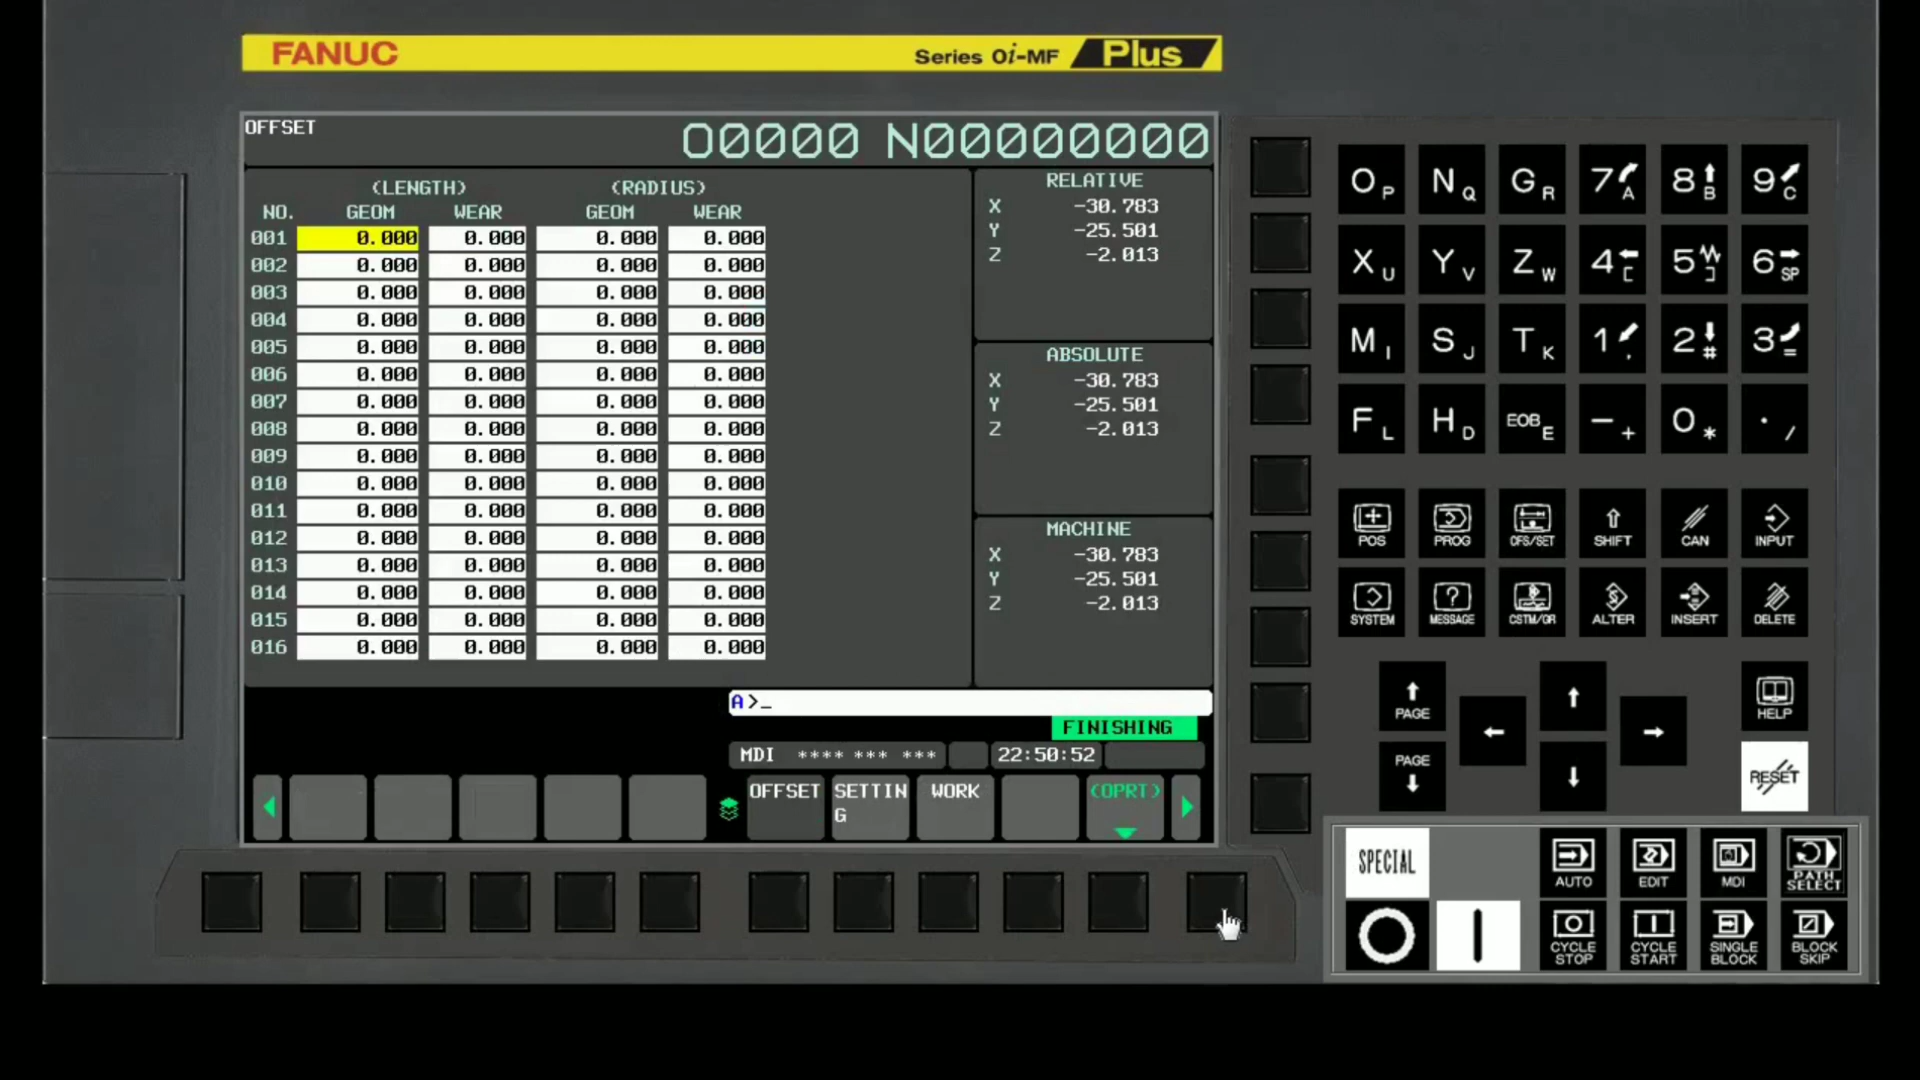 FANUC
Series 0i-MF Plus
OFFSET
O0000 N00000000
(LENGTH) (RADIUS)
NO. GEOM WEAR GEOM WEAR
001 0.000 0.000 0.000 0.000
002 0.000 0.000 0.000 0.000
003 0.000 0.000 0.000 0.000
004 0.000 0.000 0.000 0.000
005 0.000 0.000 0.000 0.000
006 0.000 0.000 0.000 0.000
007 0.000 0.000 0.000 0.000
008 0.000 0.000 0.000 0.000
009 0.000 0.000 0.000 0.000
010 0.000 0.000 0.000 0.000
011 0.000 0.000 0.000 0.000
012 0.000 0.000 0.000 0.000
013 0.000 0.000 0.000 0.000
014 0.000 0.000 0.000 0.000
015 0.000 0.000 0.000 0.000
016 0.000 0.000 0.000 0.000
RELATIVE
X -30.783
Y -25.501
Z -2.013
ABSOLUTE
X -30.783
Y -25.501
Z -2.013
MACHINE
X -30.783
Y -25.501
Z -2.013
A >_
FINISHING
MDI **** *** *** 22:50:52
OFFSET SETTIN WORK (OPRT)
G
O P N Q G R 7 A 8 B 9 C
X U Y V Z W 4 [ 5 ] 6 SP
M I S J T K 1 , 2 # 3 =
F L H D EOB E - + 0 * . /
POS PROG OFS/SET SHIFT CAN INPUT
SYSTEM MESSAGE CSTM/GR ALTER INSERT DELETE
PAGE HELP
PAGE RESET
SPECIAL AUTO EDIT MDI PATH
SELECT
CYCLE CYCLE SINGLE BLOCK
STOP START BLOCK SKIP